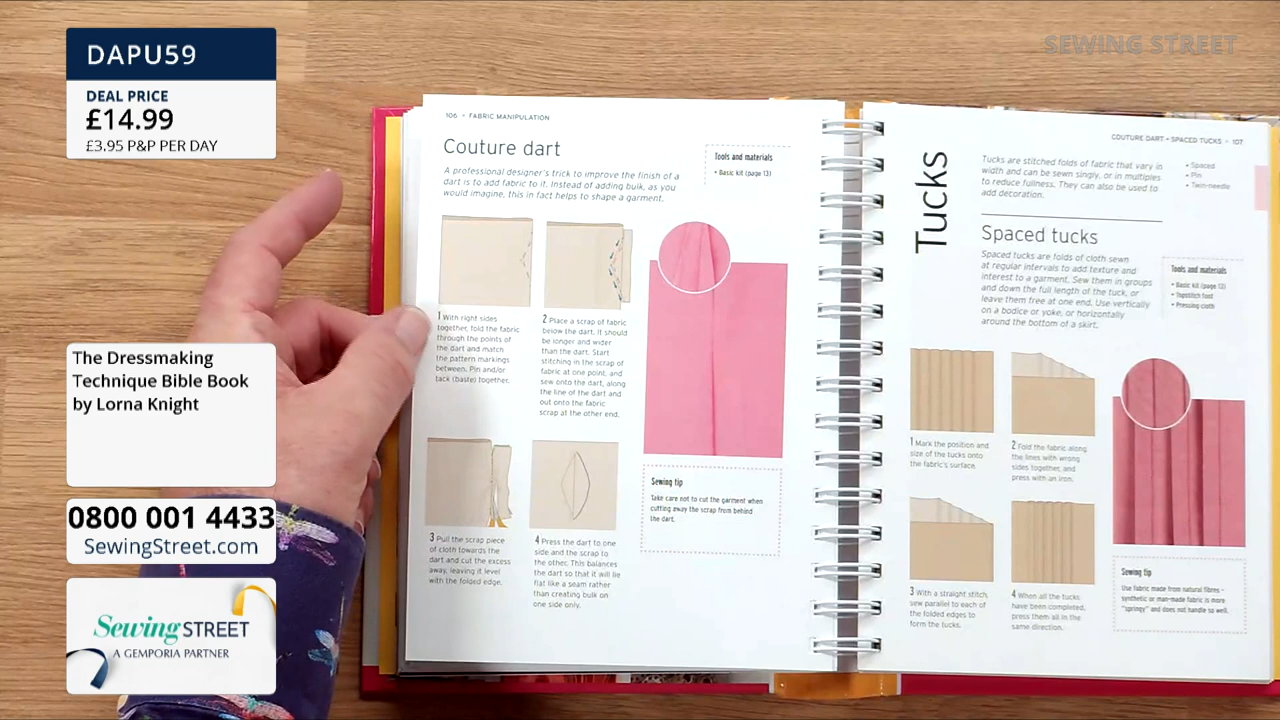 SEWING STREET
DAPU59
DEAL PRICE
£14.99
£3.95 P&P PER DAY
The Dressmaking
Technique Bible Book
by Lorna Knight
0800 001 4433
SewingStreet.com
Sewing STREET
A GEMPORIA PARTNER
106 • FABRIC MANIPULATION
Couture dart
A professional designer's trick to improve the finish of a
dart is to add fabric to it. Instead of adding bulk, as you
would imagine, this in fact helps to shape a garment.
Tools and materials
• Basic kit (page 13)
1 With right sides
together, fold the fabric
through the points of
the dart and match
the pattern markings
between. Pin and/or
tack (baste) together.
2 Place a scrap of fabric
below the dart. It should
be longer and wider
than the dart. Start
stitching in the scrap of
fabric at one point, and
sew onto the dart, along
the line of the dart and
out onto the fabric
scrap at the other end.
3 Pull the scrap piece
of cloth towards the
dart and cut the excess
away, leaving it level
with the folded edge.
4 Press the dart to one
side and the scrap to
the other. This balances
the dart so that it will lie
flat like a seam rather
than creating bulk on
one side only.
Sewing tip
Take care not to cut the garment when
cutting away the scrap from behind
the dart.
COUTURE DART • SPACED TUCKS • 107
Tucks
Tucks are stitched folds of fabric that vary in
width and can be sewn singly, or in multiples
to reduce fullness. They can also be used to
add decoration.
• Spaced
• Pin
• Twin-needle
Spaced tucks
Spaced tucks are folds of cloth sewn
at regular intervals to add texture and
interest to a garment. Sew them in groups
and down the full length of the tuck, or
leave them free at one end. Use vertically
on a bodice or yoke, or horizontally
around the bottom of a skirt.
Tools and materials
• Basic kit (page 13)
• Topstitch foot
• Pressing cloth
1 Mark the position and
size of the tucks onto
the fabric's surface.
2 Fold the fabric along
the lines with wrong
sides together, and
press with an iron.
3 With a straight stitch,
sew parallel to each of
the folded edges to
form the tucks.
4 When all the tucks
have been completed,
press them all in the
same direction.
Sewing tip
Use fabric made from natural fibres –
synthetic or man-made fabric is more
"springy" and does not handle so well.